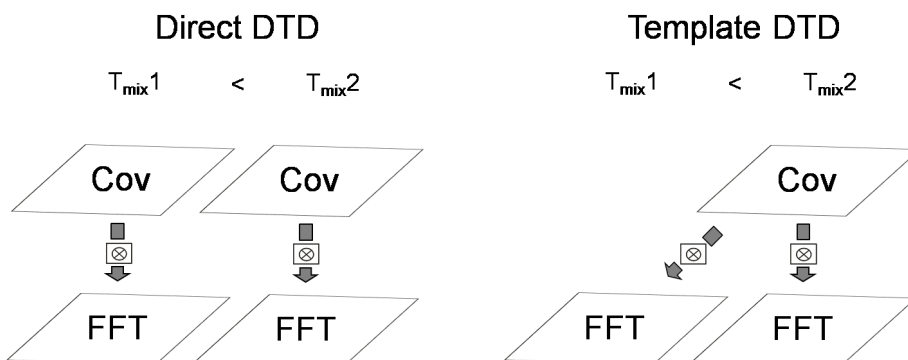 Direct DTD Template DTD
Tmix1 < Tmix2 Tmix1 < Tmix2
Cov Cov Cov
FFT FFT FFT FFT